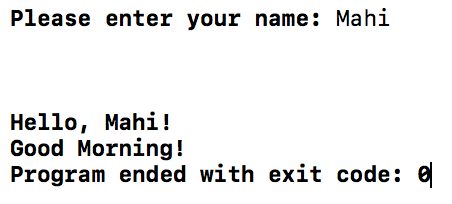 Please enter your name: Mahi
Hello, Mahi!
Good Morning!
Program ended with exit code: 0